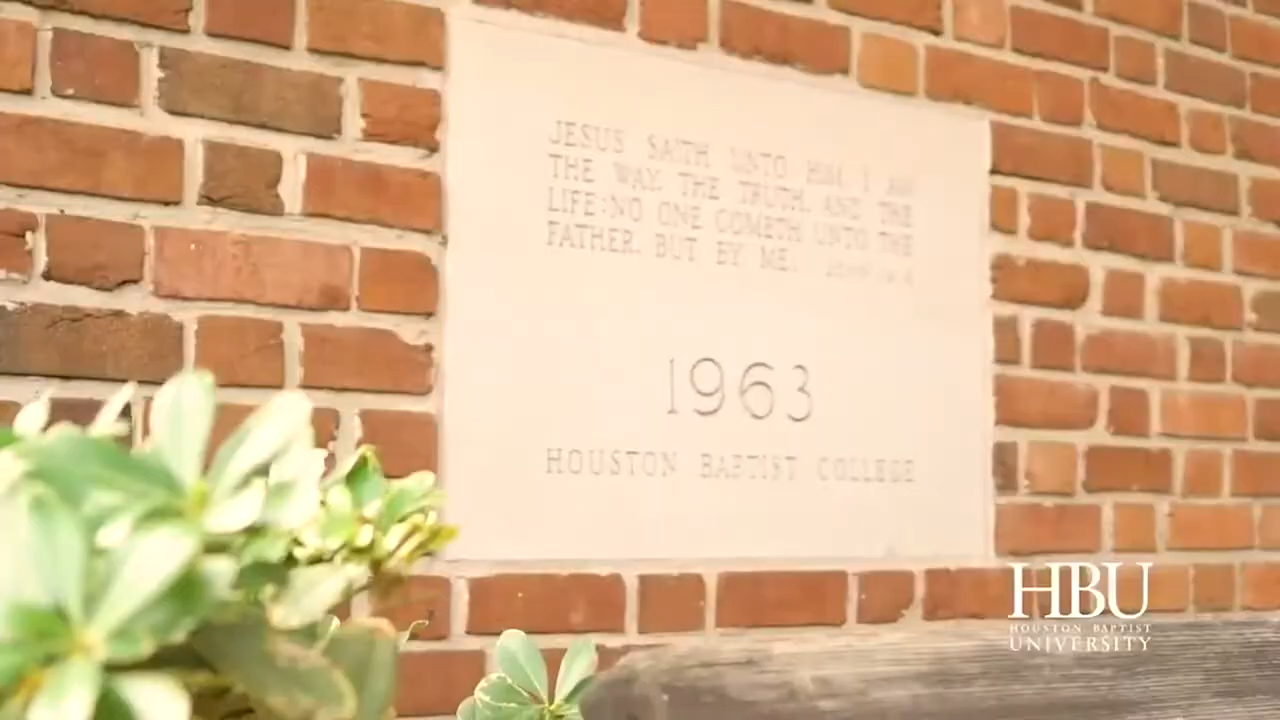 JESUS SAITH UNTO HIM, I AM
THE WAY, THE TRUTH, AND THE
LIFE: NO ONE COMETH UNTO THE
FATHER, BUT BY ME.
1963
HOUSTON BAPTIST COLLEGE
HBU
HOUSTON BAPTIST
UNIVERSITY